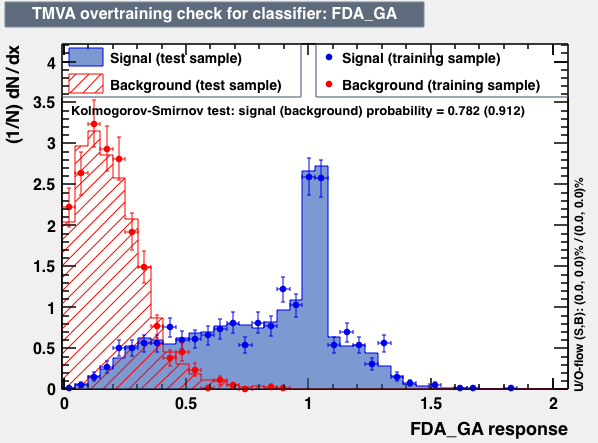 TMVA overtraining check for classifier: FDA_GA
Signal (test sample)
Background (test sample)
Signal (training sample)
Background (training sample)
Kolmogorov-Smirnov test: signal (background) probability = 0.782 (0.912)
(1/N) dN / dx
4
3.5
3
2.5
2
1.5
1
0.5
0
0 0.5 1 1.5 2
FDA_GA response
U/O-flow (S,B): (0.0, 0.0)% / (0.0, 0.0)%